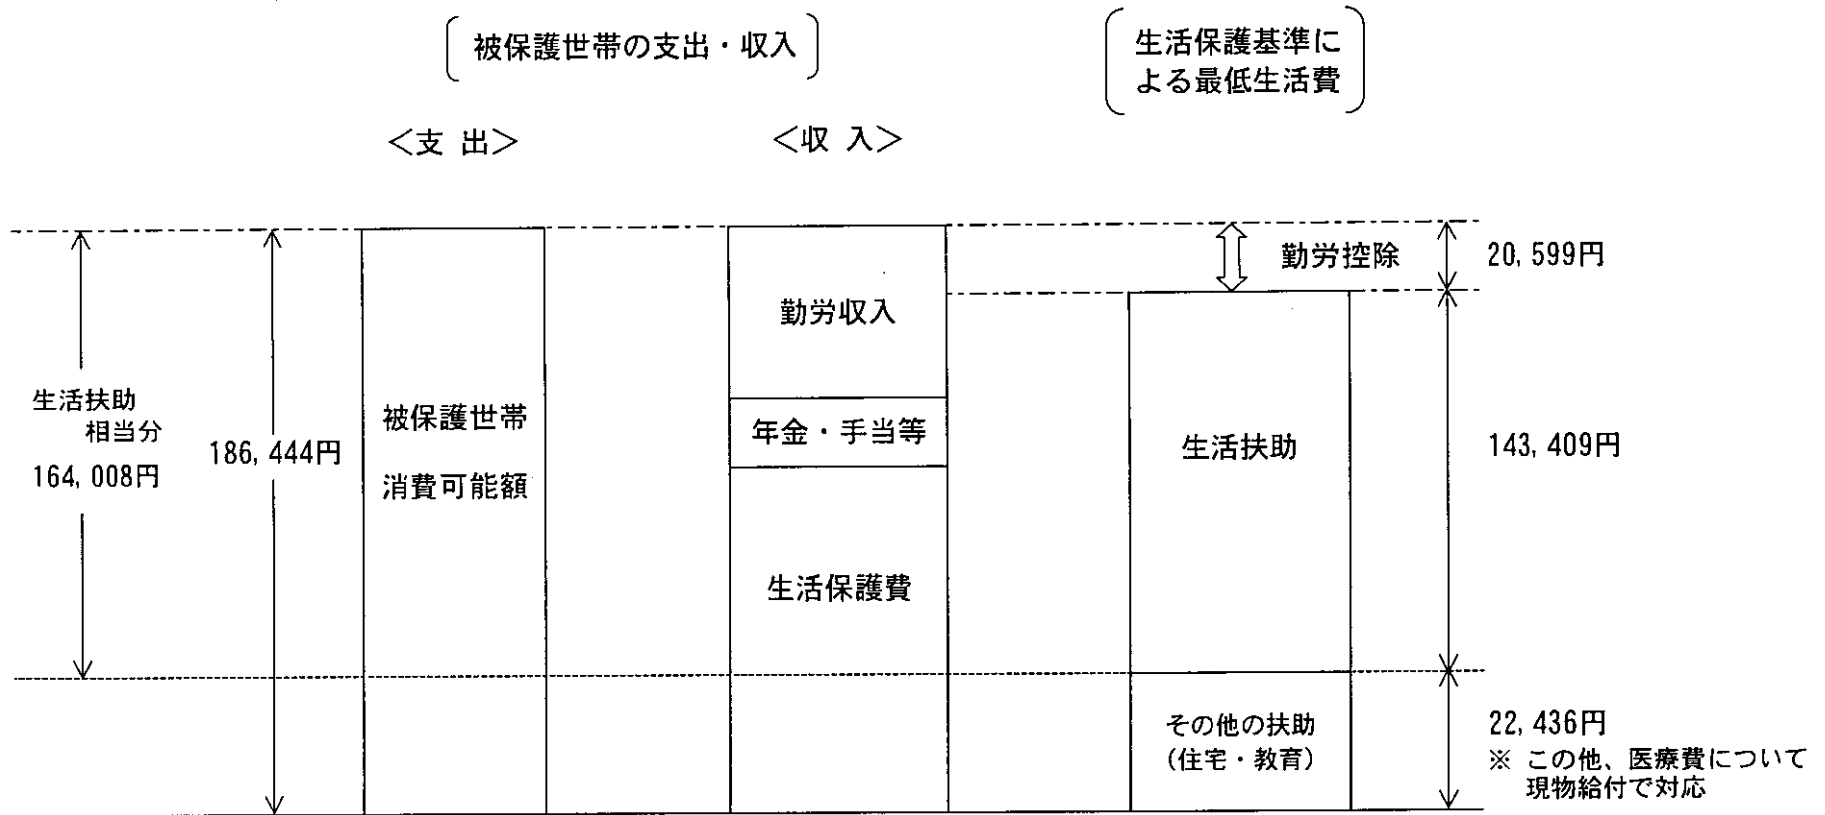 被保護世帯の支出・収入
生活保護基準に
よる最低生活費
＜支 出＞
＜収 入＞
勤労控除
20,599円
勤労収入
生活扶助
相当分
164,008円
186,444円
被保護世帯
消費可能額
年金・手当等
生活扶助
143,409円
生活保護費
その他の扶助
（住宅・教育）
22,436円
※ この他、医療費について
現物給付で対応